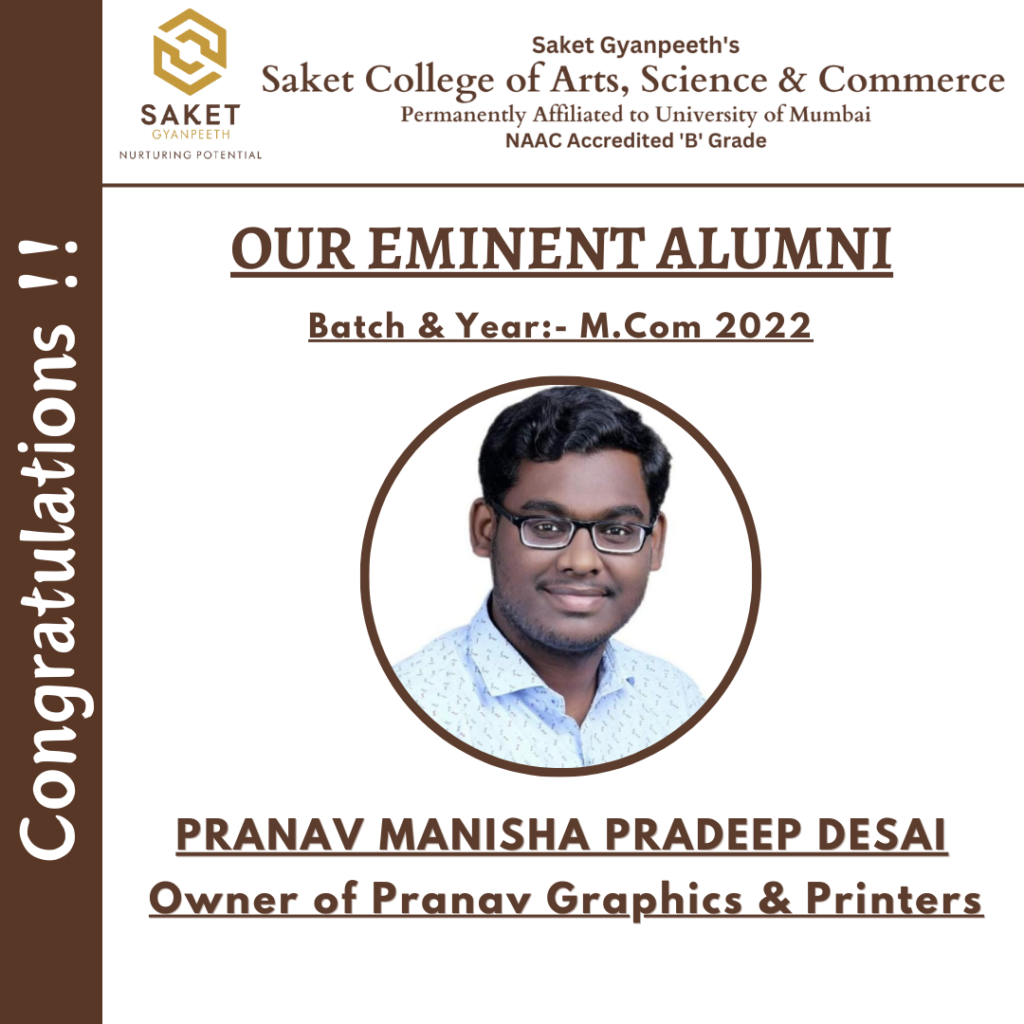 Congratulations !!
SAKET
GYANPEETH
NURTURING POTENTIAL
Saket Gyanpeeth's
Saket College of Arts, Science & Commerce
Permanently Affiliated to University of Mumbai
NAAC Accredited 'B' Grade
OUR EMINENT ALUMNI
Batch & Year:- M.Com 2022
PRANAV MANISHA PRADEEP DESAI
Owner of Pranav Graphics & Printers